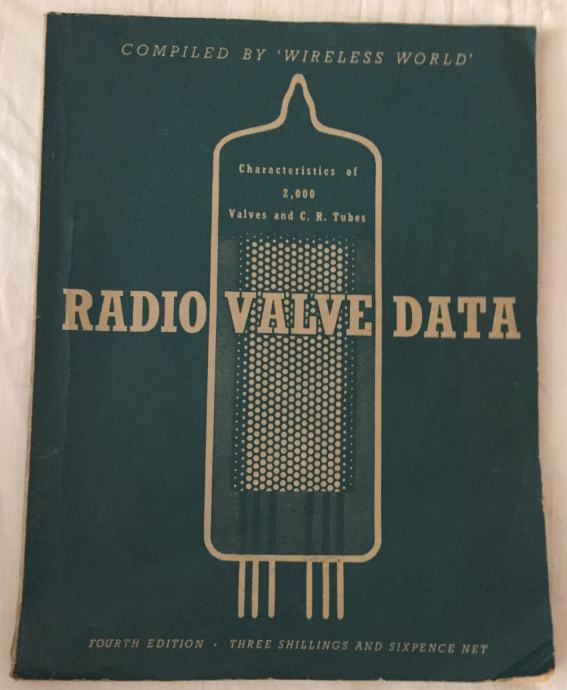 COMPILED BY 'WIRELESS WORLD'
Characteristics of
2,000
Valves and C. R. Tubes
RADIO VALVE DATA
FOURTH EDITION · THREE SHILLINGS AND SIXPENCE NET